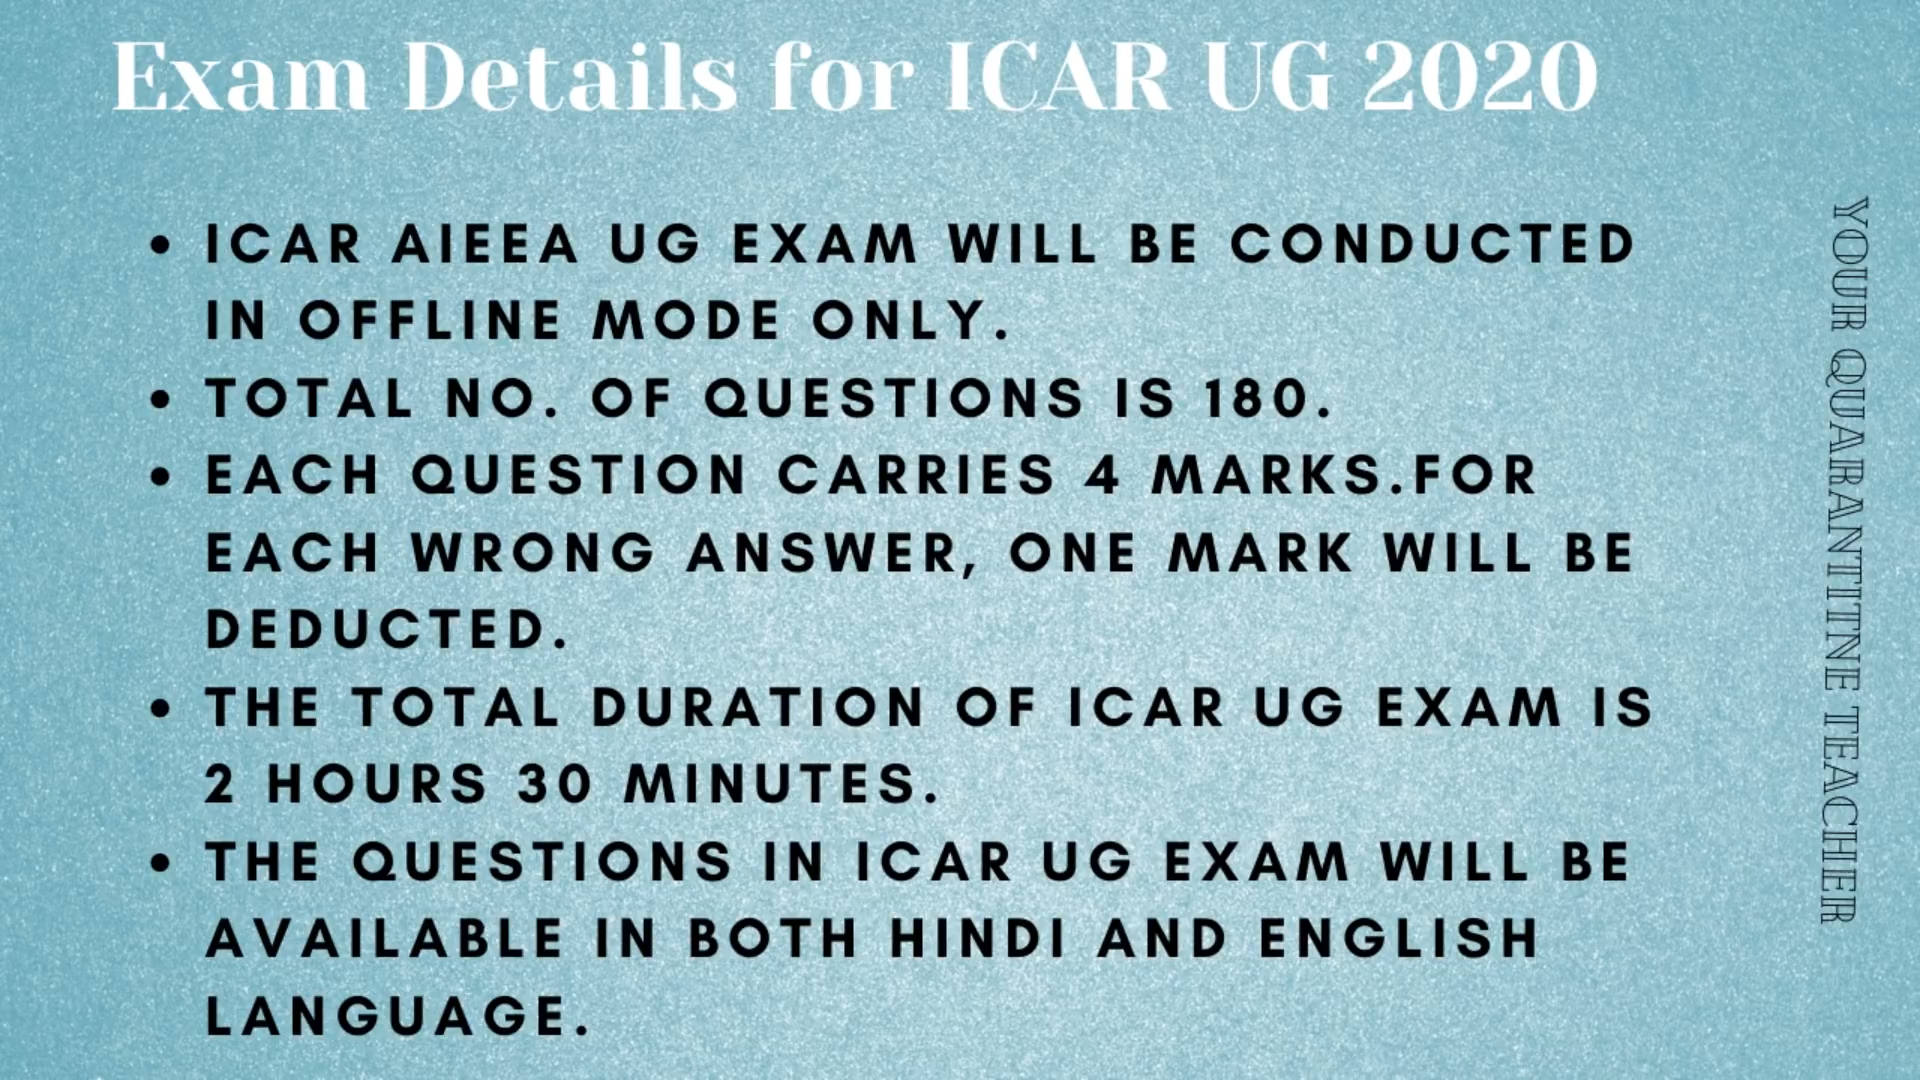 Exam Details for ICAR UG 2020
• ICAR AIEEA UG EXAM WILL BE CONDUCTED
IN OFFLINE MODE ONLY.
• TOTAL NO. OF QUESTIONS IS 180.
• EACH QUESTION CARRIES 4 MARKS.FOR
EACH WRONG ANSWER, ONE MARK WILL BE
DEDUCTED.
• THE TOTAL DURATION OF ICAR UG EXAM IS
2 HOURS 30 MINUTES.
• THE QUESTIONS IN ICAR UG EXAM WILL BE
AVAILABLE IN BOTH HINDI AND ENGLISH
LANGUAGE.
YOUR QUARANTITNE TEACHER